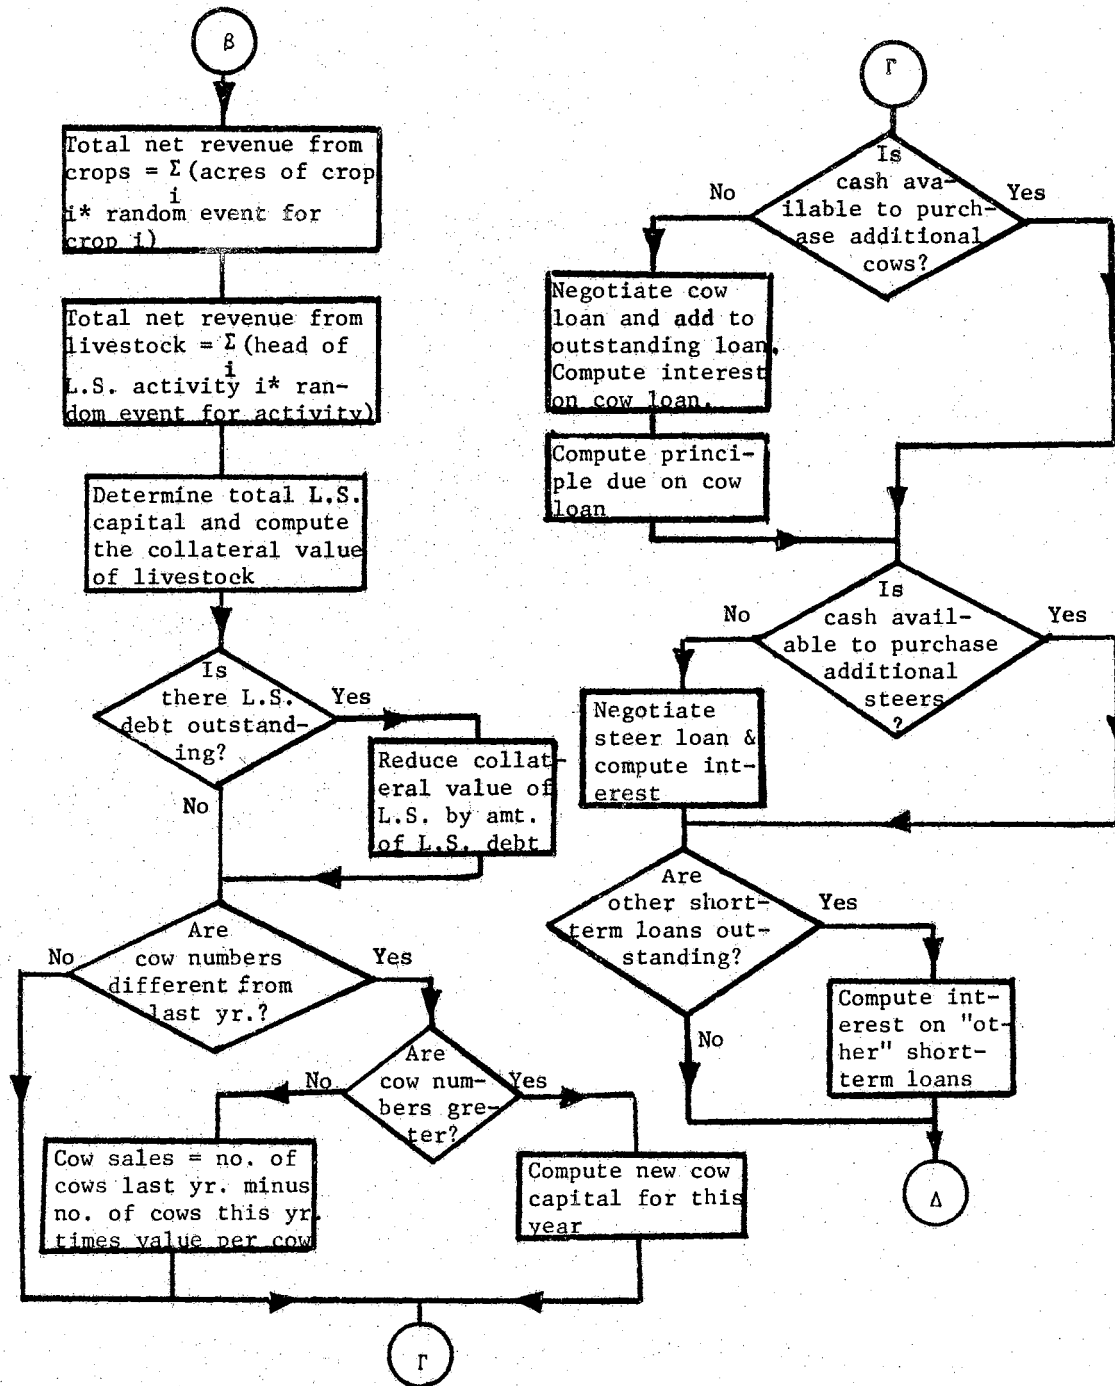 β
Total net revenue from
crops = Σ (acres of crop
i
i* random event for
crop i)
Total net revenue from
livestock = Σ (head of
i
L.S. activity i* ran-
dom event for activity)
Determine total L.S.
capital and compute
the collateral value
of livestock
Is
there L.S.
debt outstand-
ing?
Yes
No
Reduce collat-
eral value of
L.S. by amt.
of L.S. debt
Are
cow numbers
different from
last yr.?
No
Yes
Are
cow num-
bers gre-
ter?
No
Yes
Cow sales = no. of
cows last yr. minus
no. of cows this yr.
times value per cow
Compute new cow
capital for this
year
Γ
Γ
Is
cash ava-
ilable to purch-
ase additional
cows?
No
Yes
Negotiate cow
loan and add to
outstanding loan.
Compute interest
on cow loan.
Compute princi-
ple due on cow
loan
Is
cash avail-
able to purchase
additional
steers
?
No
Yes
Negotiate
steer loan &
compute int-
erest
Are
other short-
term loans out-
standing?
Yes
No
Compute int-
erest on "ot-
her" short-
term loans
Δ